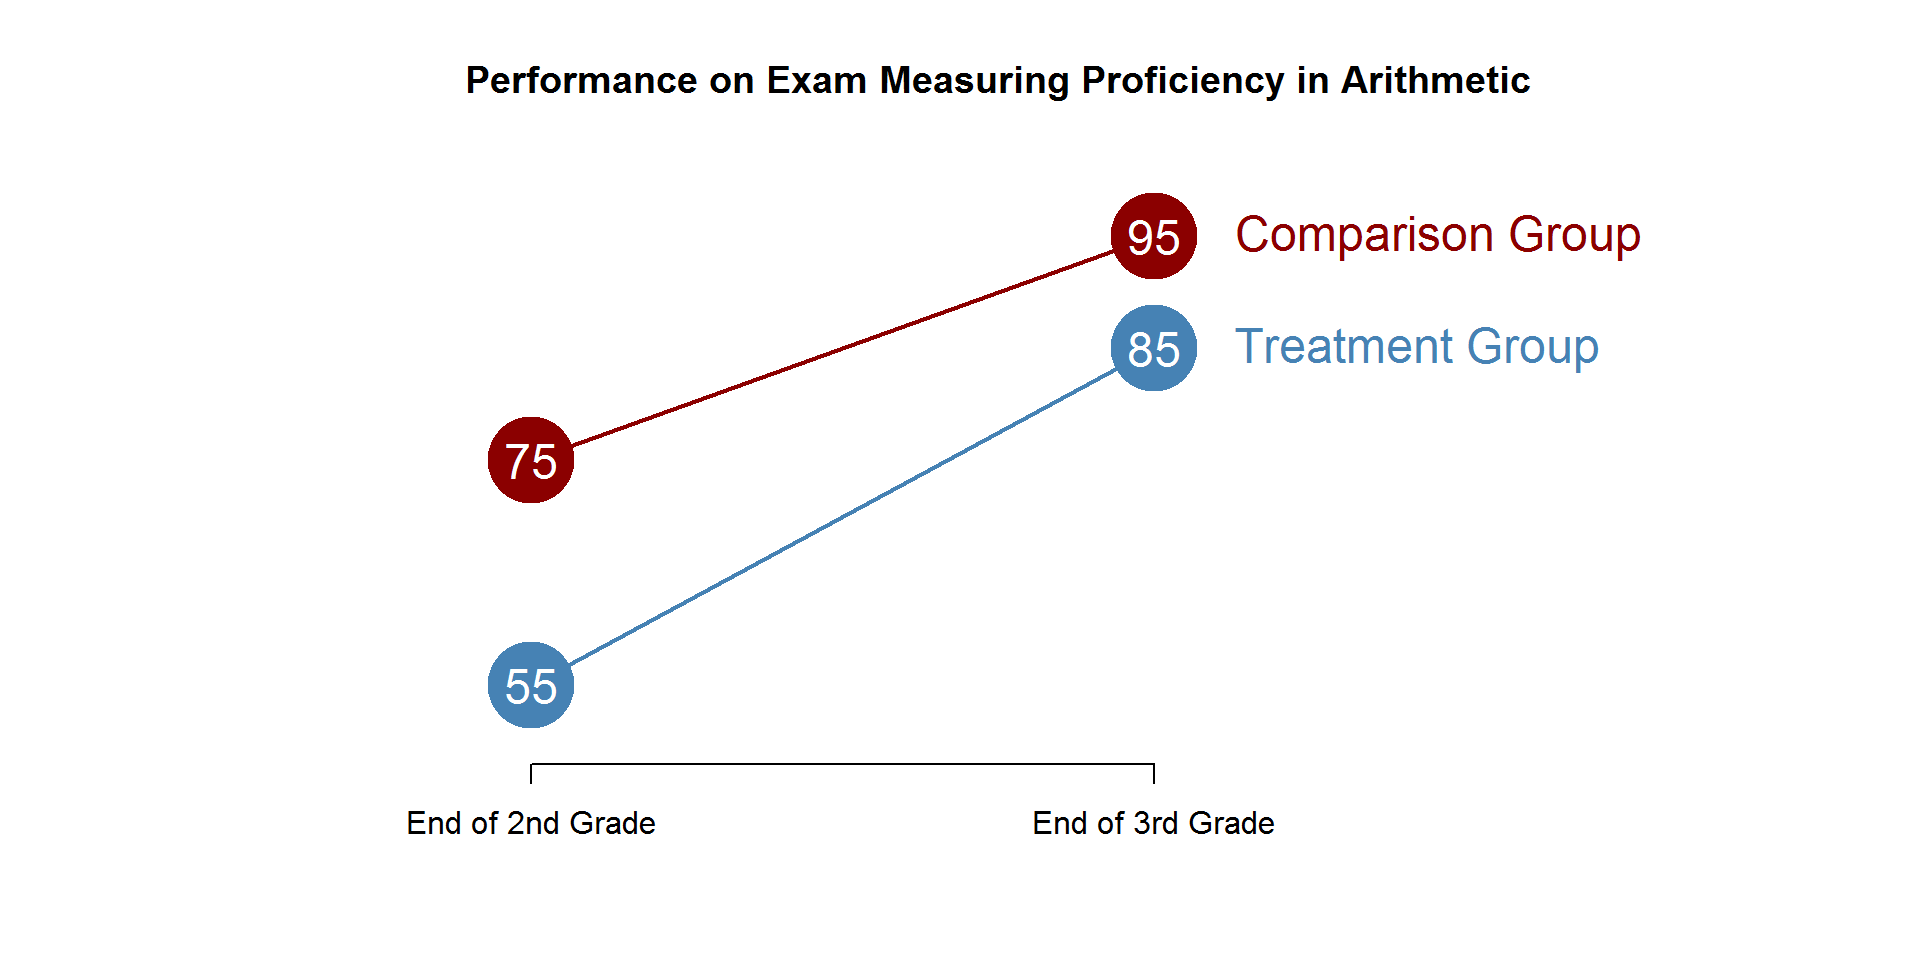 Performance on Exam Measuring Proficiency in Arithmetic
95 Comparison Group
85 Treatment Group
75
55
End of 2nd Grade End of 3rd Grade